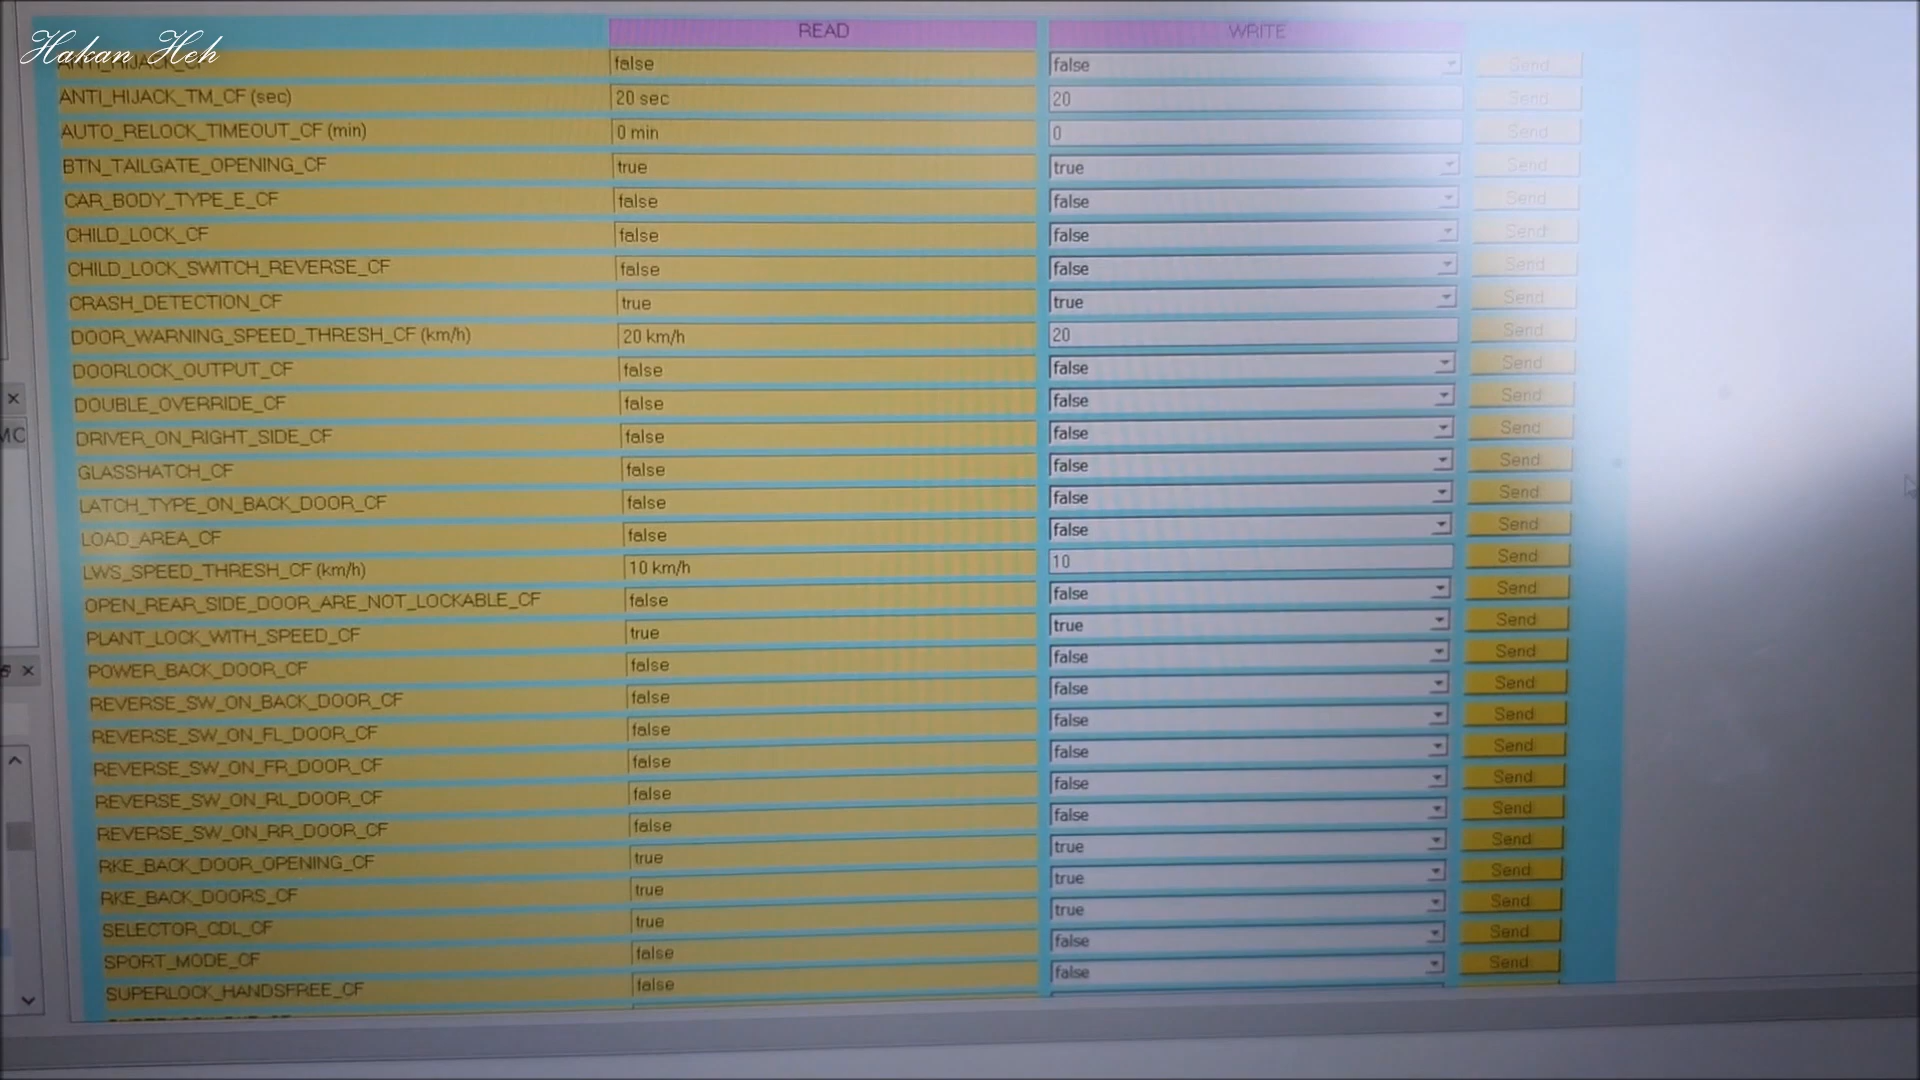 Hakan Heh
READ WRITE
ANTI_HIJACK_CF false false Send
ANTI_HIJACK_TM_CF (sec) 20 sec 20 Send
AUTO_RELOCK_TIMEOUT_CF (min) 0 min 0 Send
BTN_TAILGATE_OPENING_CF true true Send
CAR_BODY_TYPE_E_CF false false Send
CHILD_LOCK_CF false false Send
CHILD_LOCK_SWITCH_REVERSE_CF false false Send
CRASH_DETECTION_CF true true Send
DOOR_WARNING_SPEED_THRESH_CF (km/h) 20 km/h 20 Send
DOORLOCK_OUTPUT_CF false false Send
DOUBLE_OVERRIDE_CF false false Send
DRIVER_ON_RIGHT_SIDE_CF false false Send
MC
GLASSHATCH_CF false false Send
LATCH_TYPE_ON_BACK_DOOR_CF false false Send
LOAD_AREA_CF false false Send
LWS_SPEED_THRESH_CF (km/h) 10 km/h 10 Send
OPEN_REAR_SIDE_DOOR_ARE_NOT_LOCKABLE_CF false false Send
PLANT_LOCK_WITH_SPEED_CF true true Send
POWER_BACK_DOOR_CF false false Send
REVERSE_SW_ON_BACK_DOOR_CF false false Send
REVERSE_SW_ON_FL_DOOR_CF false false Send
REVERSE_SW_ON_FR_DOOR_CF false false Send
REVERSE_SW_ON_RL_DOOR_CF false false Send
REVERSE_SW_ON_RR_DOOR_CF false false Send
RKE_BACK_DOOR_OPENING_CF true true Send
RKE_BACK_DOORS_CF true true Send
SELECTOR_CDL_CF true true Send
SPORT_MODE_CF false false Send
SUPERLOCK_HANDSFREE_CF false false Send